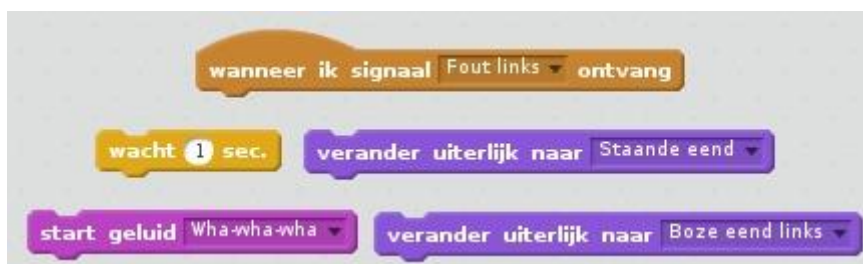 wanneer ik signaal Fout links ontvang
wacht 1 sec. verander uiterlijk naar Staande eend
start geluid Wha-wha-wha verander uiterlijk naar Boze eend links